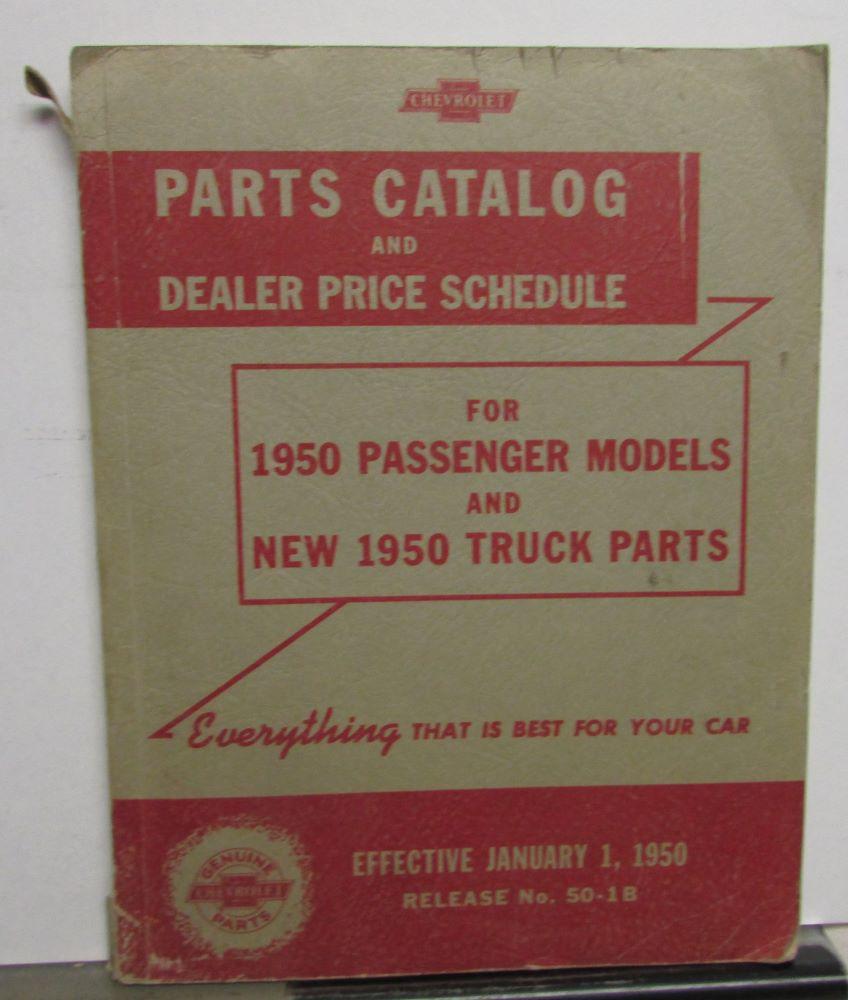 CHEVROLET
PARTS CATALOG
AND
DEALER PRICE SCHEDULE
FOR
1950 PASSENGER MODELS
AND
NEW 1950 TRUCK PARTS
Everything THAT IS BEST FOR YOUR CAR
GENUINE
CHEVROLET
PARTS
EFFECTIVE JANUARY 1, 1950
RELEASE No. 50-1B